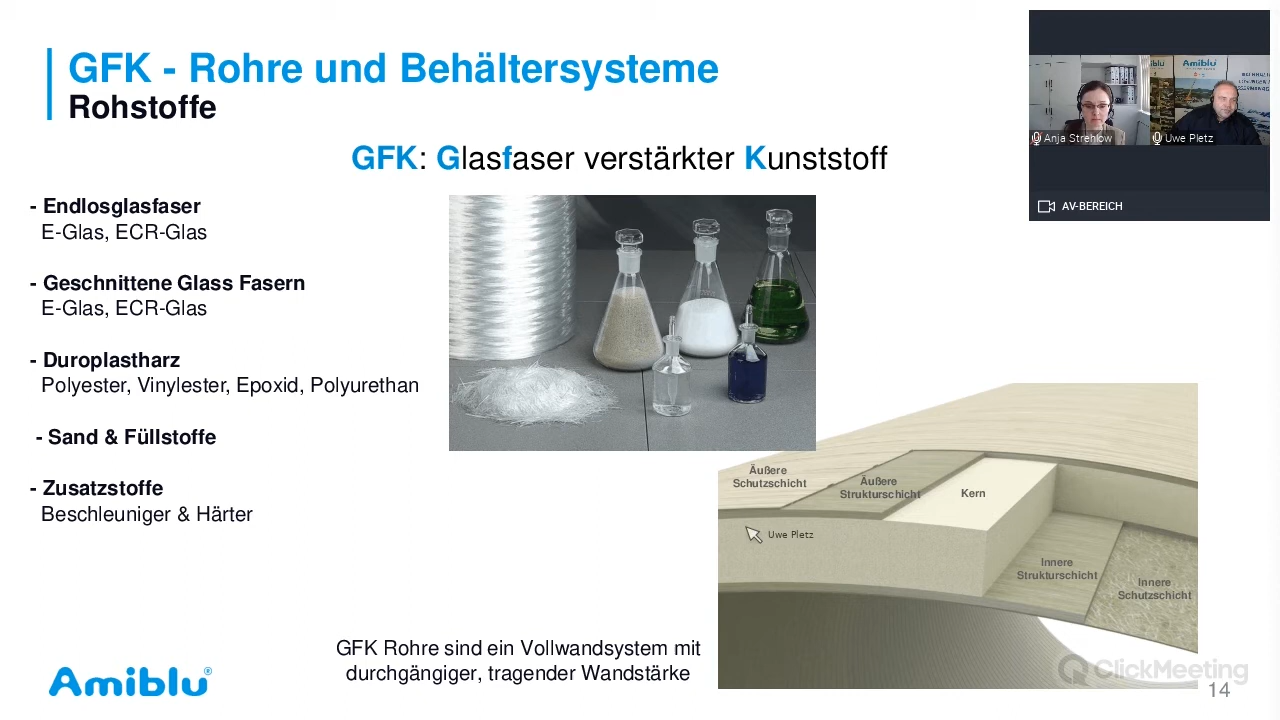 GFK - Rohre und Behältersysteme
Rohstoffe
GFK: Glasfaser verstärkter Kunststoff
- Endlosglasfaser
E-Glas, ECR-Glas
- Geschnittene Glass Fasern
E-Glas, ECR-Glas
- Duroplastharz
Polyester, Vinylester, Epoxid, Polyurethan
- Sand & Füllstoffe
- Zusatzstoffe
Beschleuniger & Härter
Äußere
Schutzschicht
Äußere
Strukturschicht
Kern
Uwe Pletz
Innere
Strukturschicht
Innere
Schutzschicht
GFK Rohre sind ein Vollwandsystem mit
durchgängiger, tragender Wandstärke
Amiblu®
ClickMeeting
14
Amiblu
Anja Strehlow
Uwe Pletz
AV-BEREICH